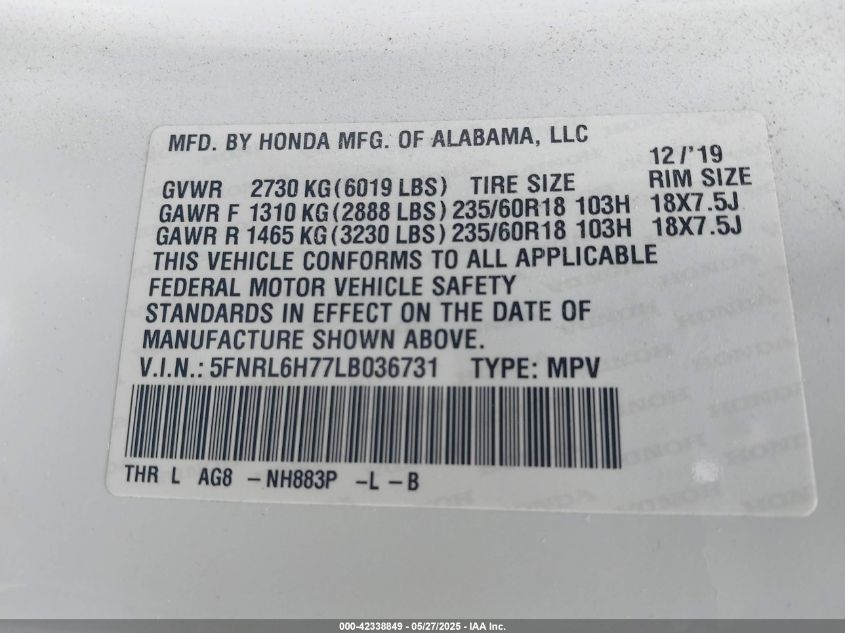 MFD. BY HONDA MFG. OF ALABAMA, LLC
12/'19
GVWR 2730 KG (6019 LBS) TIRE SIZE RIM SIZE
GAWR F 1310 KG (2888 LBS) 235/60R18 103H 18X7.5J
GAWR R 1465 KG (3230 LBS) 235/60R18 103H 18X7.5J
THIS VEHICLE CONFORMS TO ALL APPLICABLE
FEDERAL MOTOR VEHICLE SAFETY
STANDARDS IN EFFECT ON THE DATE OF
MANUFACTURE SHOWN ABOVE.
V.I.N.: 5FNRL6H77LB036731 TYPE: MPV
THR L AG8 -NH883P -L -B
000-42338849 - 05/27/2025 - IAA Inc.